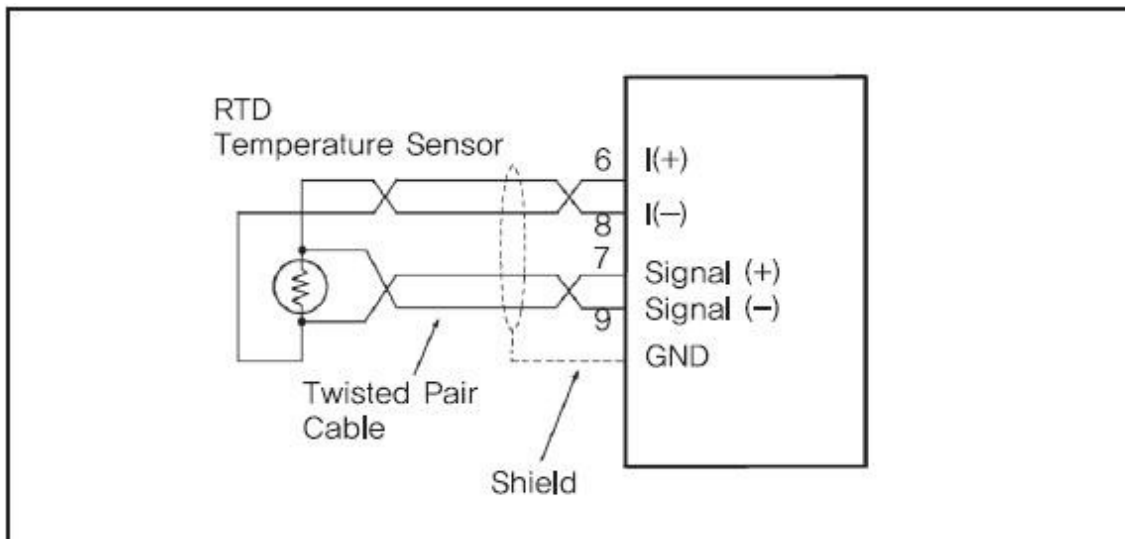 RTD
Temperature Sensor
6
I(+)
8
I(−)
7
Signal (+)
9
Signal (−)
GND
Twisted Pair
Cable
Shield